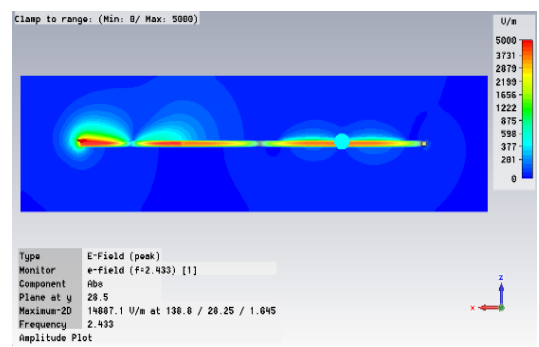 Clamp to range: (Min: 0/ Max: 5000)
V/m
5000
3731
2879
2199
1656
1222
875
598
377
201
0
Type E-Field (peak)
Monitor e-field (f=2.433) [1]
Component Abs
Plane at y 28.5
Maximum-2D 14887.1 V/m at 138.8 / 28.25 / 1.645
Frequency 2.433
Amplitude Plot
z
x